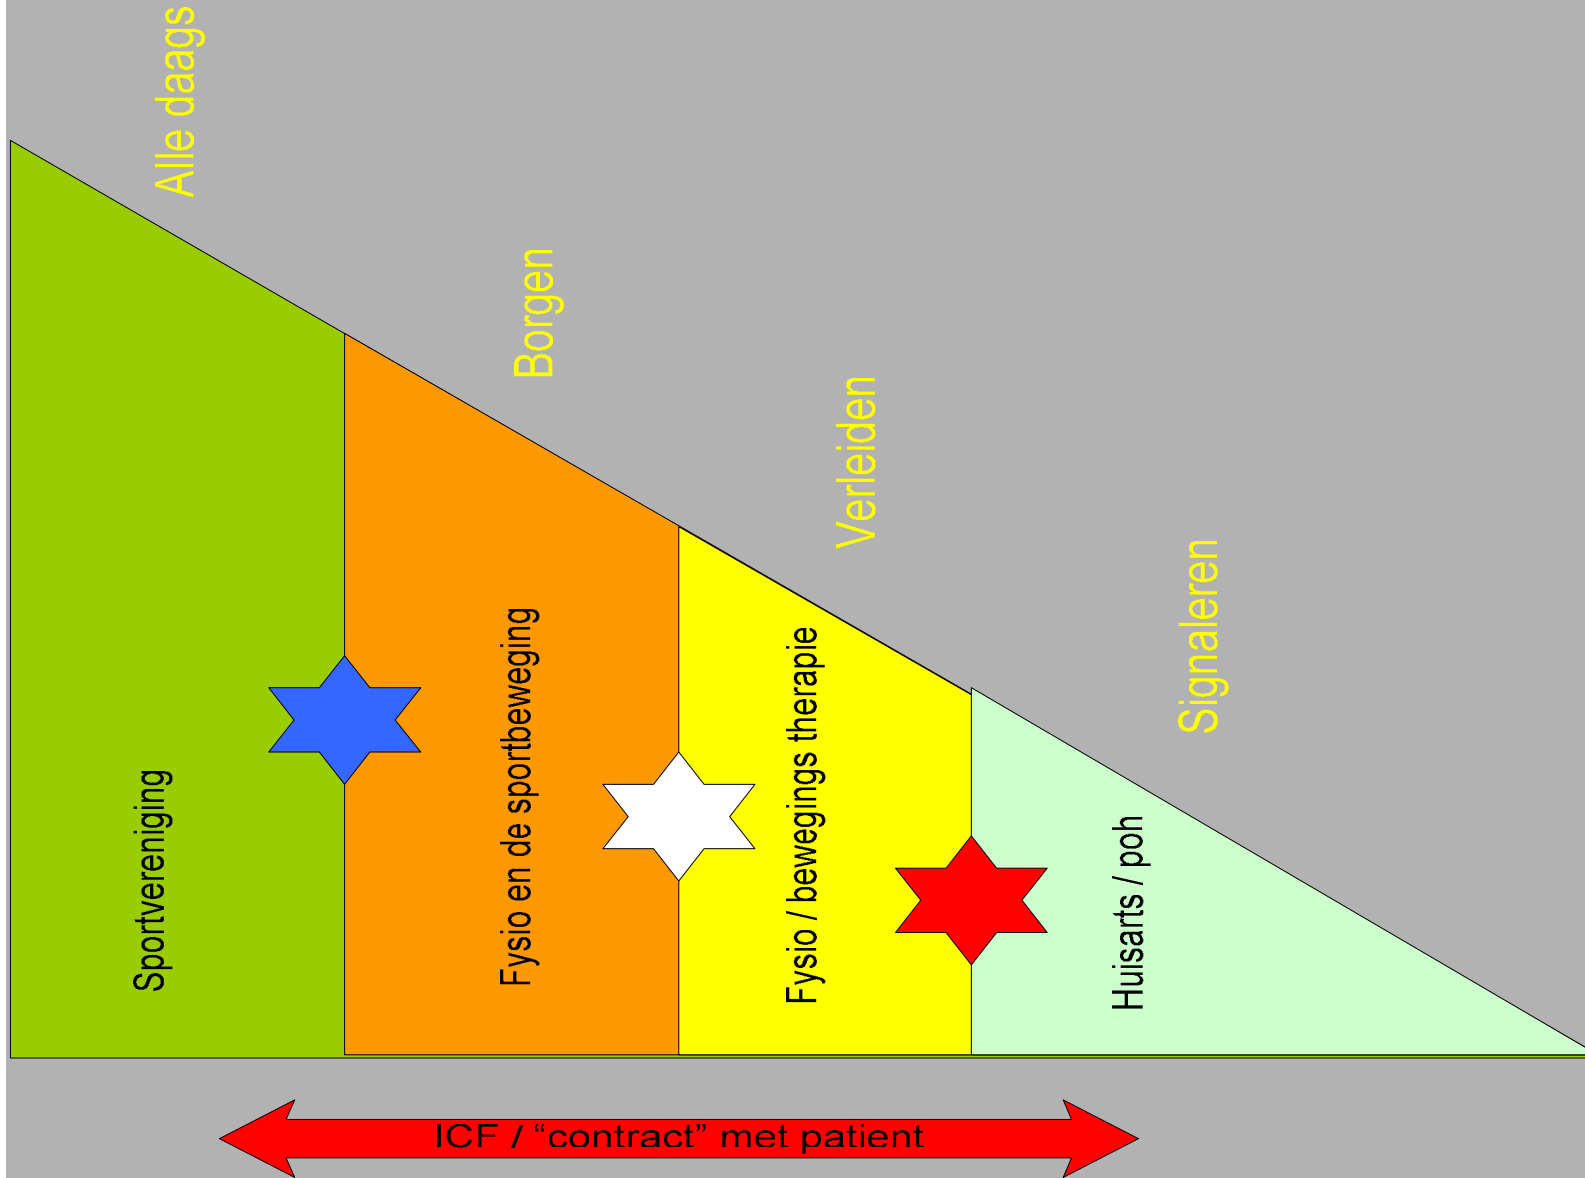 Alle daags
Borgen
Verleiden
Signaleren
Sportvereniging
Fysio en de sportbeweging
Fysio / bewegings therapie
Huisarts / poh
ICF / “contract” met patient